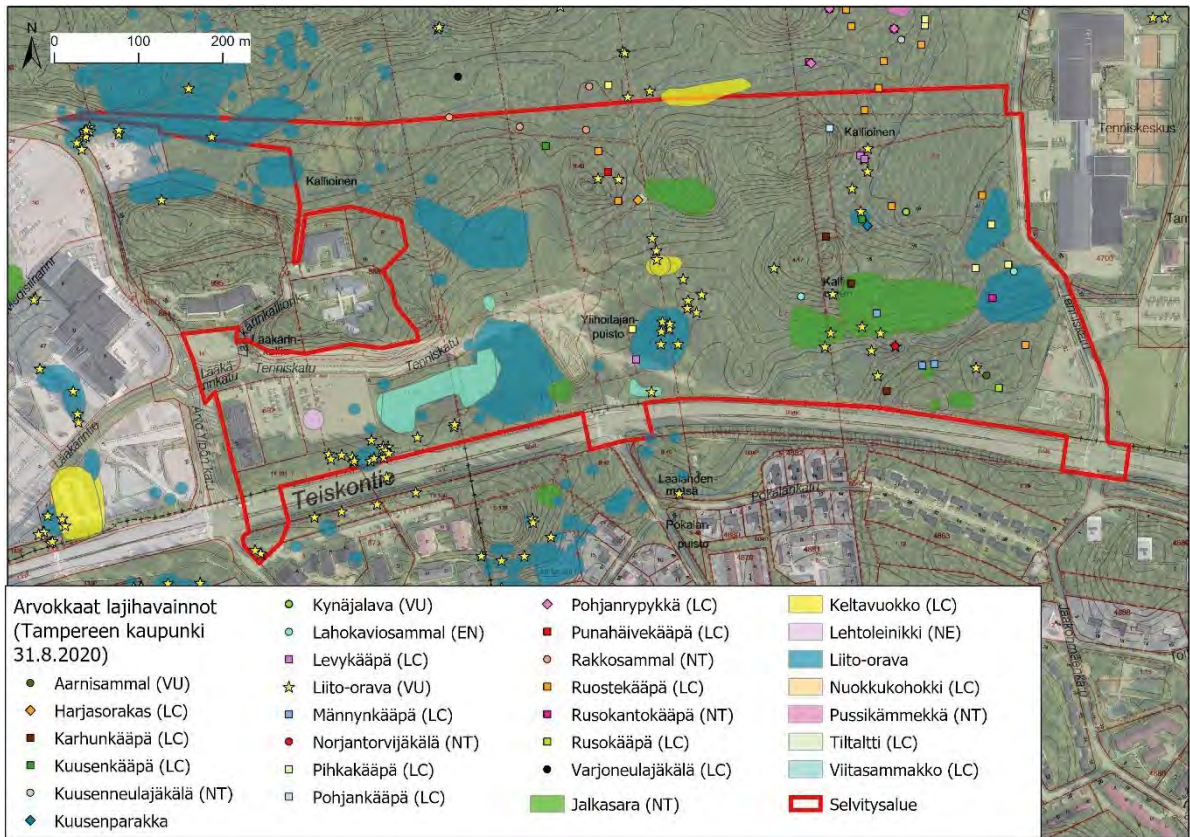 N
0 100 200 m
Kallioinen
Tenniskeskus
Kallioinen
Ylihoitajan-
puisto
Tenniskatu
Tenniskatu
Teiskontie
Pokalankatu
Pokalan
puisto
Arvokkaat lajihavainnot
(Tampereen kaupunki
31.8.2020)
Aarnisammal (VU)
Harjasorakas (LC)
Karhunkääpä (LC)
Kuusenkääpä (LC)
Kuusenneulajäkälä (NT)
Kuusenparakka
Kynäjalava (VU)
Lahokaviosammal (EN)
Levykääpä (LC)
Liito-orava (VU)
Männynkääpä (LC)
Norjantorvijäkälä (NT)
Pihkakääpä (LC)
Pohjankääpä (LC)
Pohjanrypykkä (LC)
Punahäivekääpä (LC)
Rakkosammal (NT)
Ruostekääpä (LC)
Rusokantokääpä (NT)
Rusokääpä (LC)
Varjoneulajäkälä (LC)
Jalkasara (NT)
Keltavuokko (LC)
Lehtoleinikki (NE)
Liito-orava
Nuokkukohokki (LC)
Pussikämmekkä (NT)
Tiltaltti (LC)
Viitasammakko (LC)
Selvitysalue